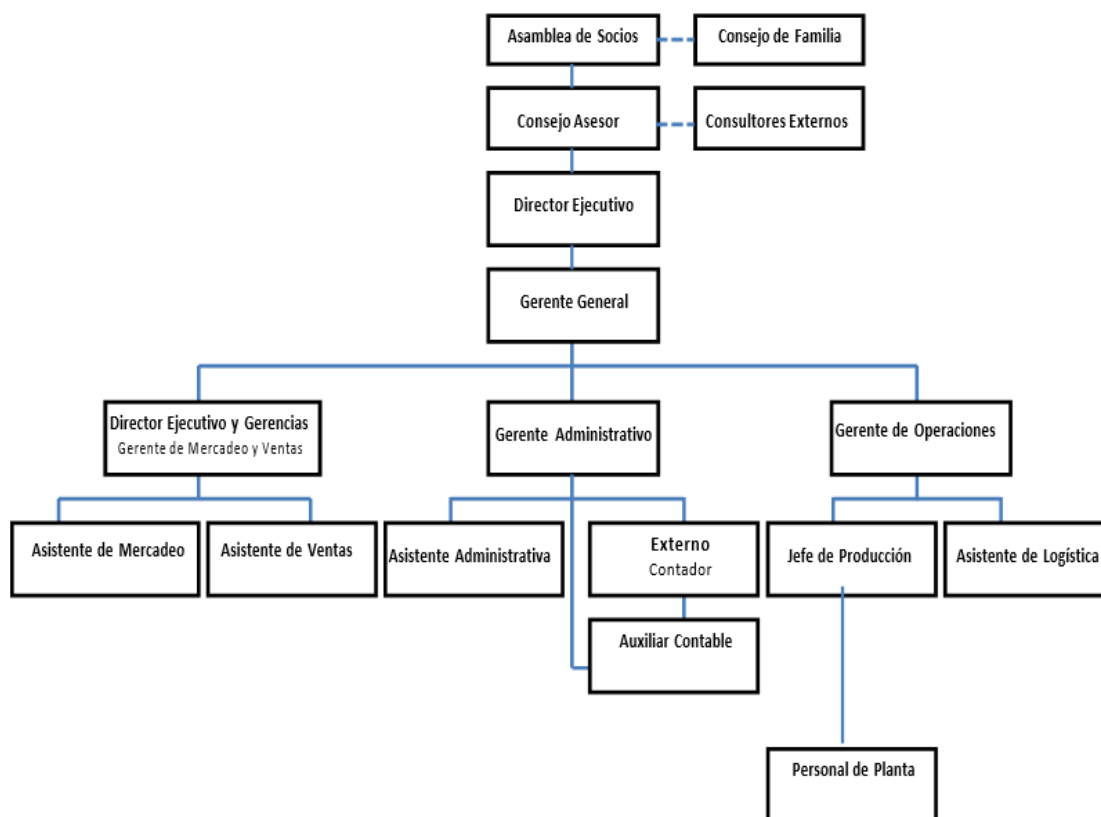 Asamblea de Socios
Consejo de Familia
Consejo Asesor
Consultores Externos
Director Ejecutivo
Gerente General
Director Ejecutivo y Gerencias
Gerente de Mercadeo y Ventas
Gerente Administrativo
Gerente de Operaciones
Asistente de Mercadeo
Asistente de Ventas
Asistente Administrativa
Externo
Contador
Jefe de Producción
Asistente de Logística
Auxiliar Contable
Personal de Planta